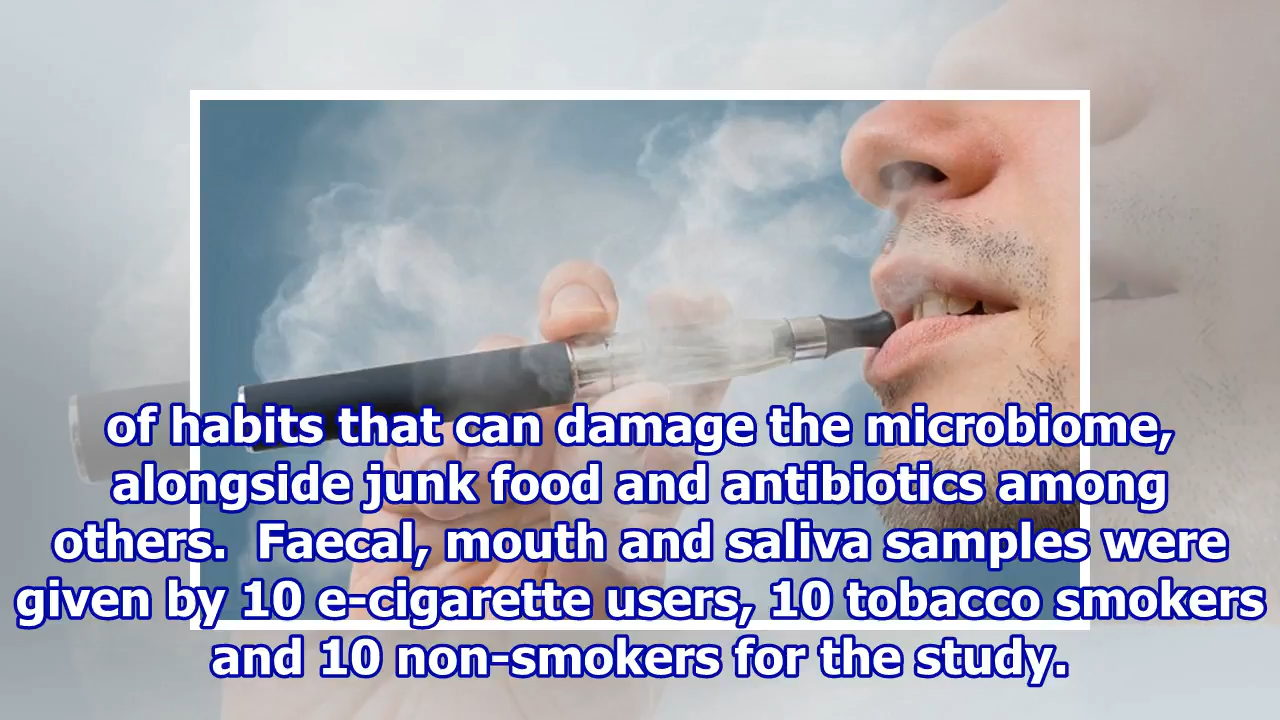 of habits that can damage the microbiome,
alongside junk food and antibiotics among
others.  Faecal, mouth and saliva samples were
given by 10 e-cigarette users, 10 tobacco smokers
and 10 non-smokers for the study.